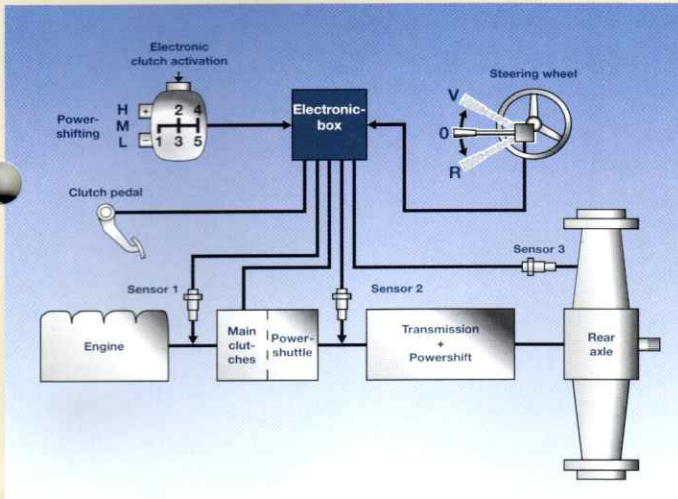 Electronic
clutch activation
Steering wheel
Power-
shifting
H +
M
L −
2 4
1 3 5
Electronic-
box
V
0
R
Clutch pedal
Sensor 1
Sensor 2
Sensor 3
Engine
Main
clut-
ches
Power-
shuttle
Transmission
+
Powershift
Rear
axle